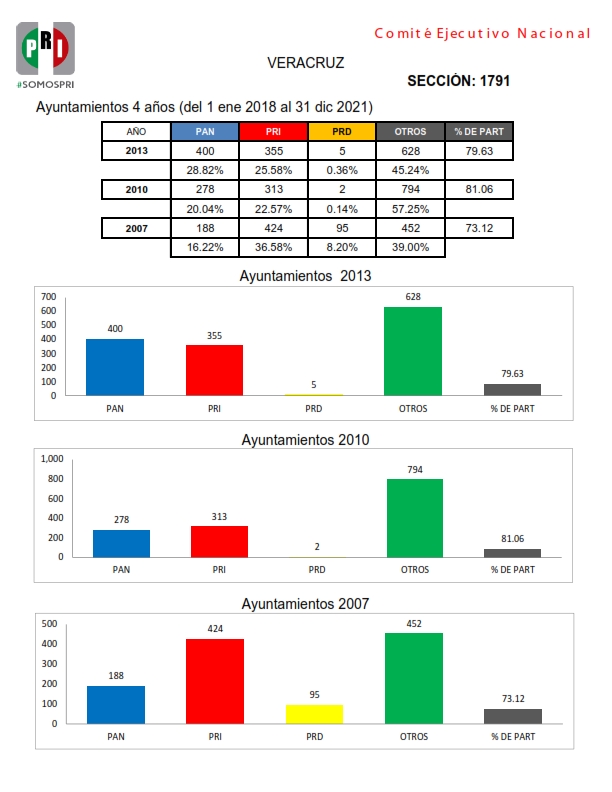 Comité Ejecutivo Nacional
PRI
#SOMOSPRI
VERACRUZ
SECCIÓN: 1791
Ayuntamientos 4 años (del 1 ene 2018 al 31 dic 2021)
AÑO PAN PRI PRD OTROS % DE PART
2013 400 355 5 628 79.63
28.82% 25.58% 0.36% 45.24%
2010 278 313 2 794 81.06
20.04% 22.57% 0.14% 57.25%
2007 188 424 95 452 73.12
16.22% 36.58% 8.20% 39.00%
Ayuntamientos 2013
700
600
500
400
300
200
100
0
400 355 5 628 79.63
PAN PRI PRD OTROS % DE PART
Ayuntamientos 2010
1,000
800
600
400
200
0
278 313 2 794 81.06
PAN PRI PRD OTROS % DE PART
Ayuntamientos 2007
500
400
300
200
100
0
188 424 95 452 73.12
PAN PRI PRD OTROS % DE PART